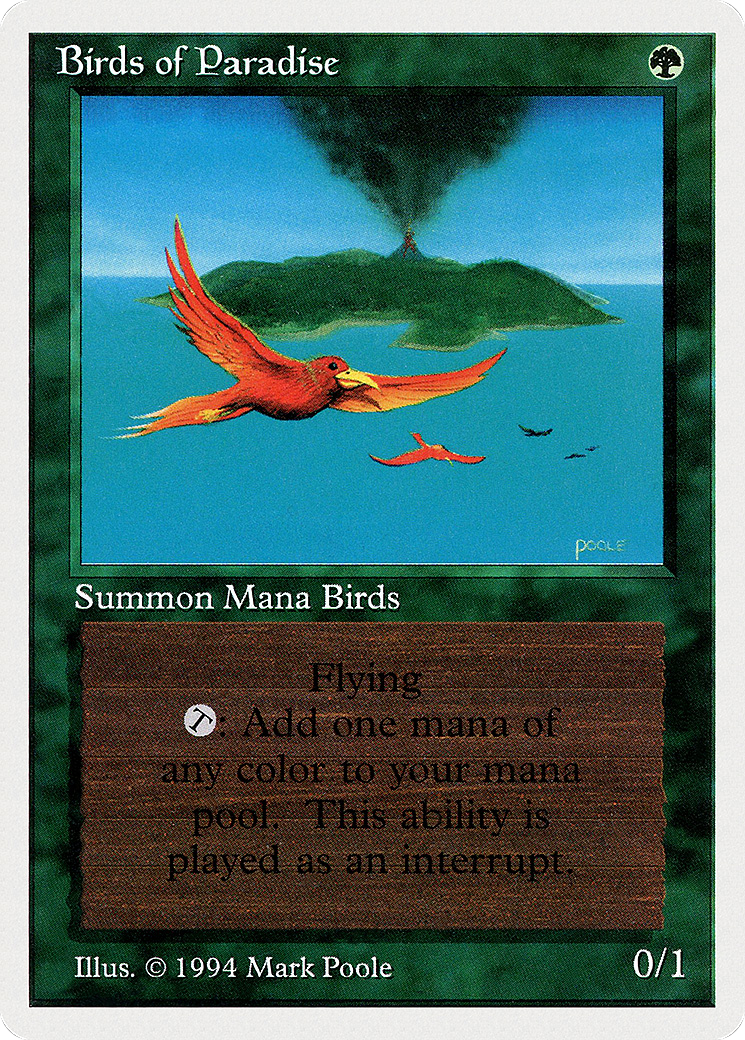 Birds of Paradise
POOLE
Summon Mana Birds
Flying
T: Add one mana of
any color to your mana
pool. This ability is
played as an interrupt.
Illus. © 1994 Mark Poole
0/1